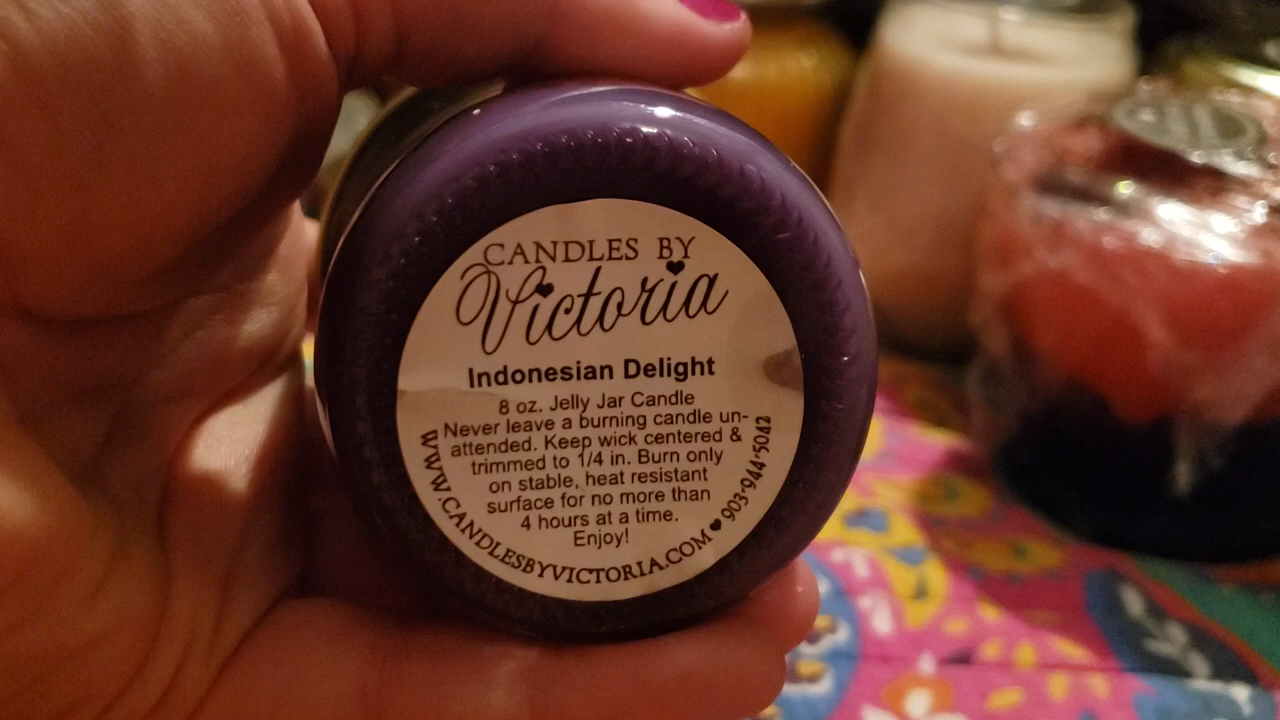 CANDLES BY
Victoria
Indonesian Delight
8 oz. Jelly Jar Candle
Never leave a burning candle un-
attended. Keep wick centered &
trimmed to 1/4 in. Burn only
on stable, heat resistant
surface for no more than
4 hours at a time.
Enjoy!
WWW.CANDLESBYVICTORIA.COM ♥ 903·944·5042